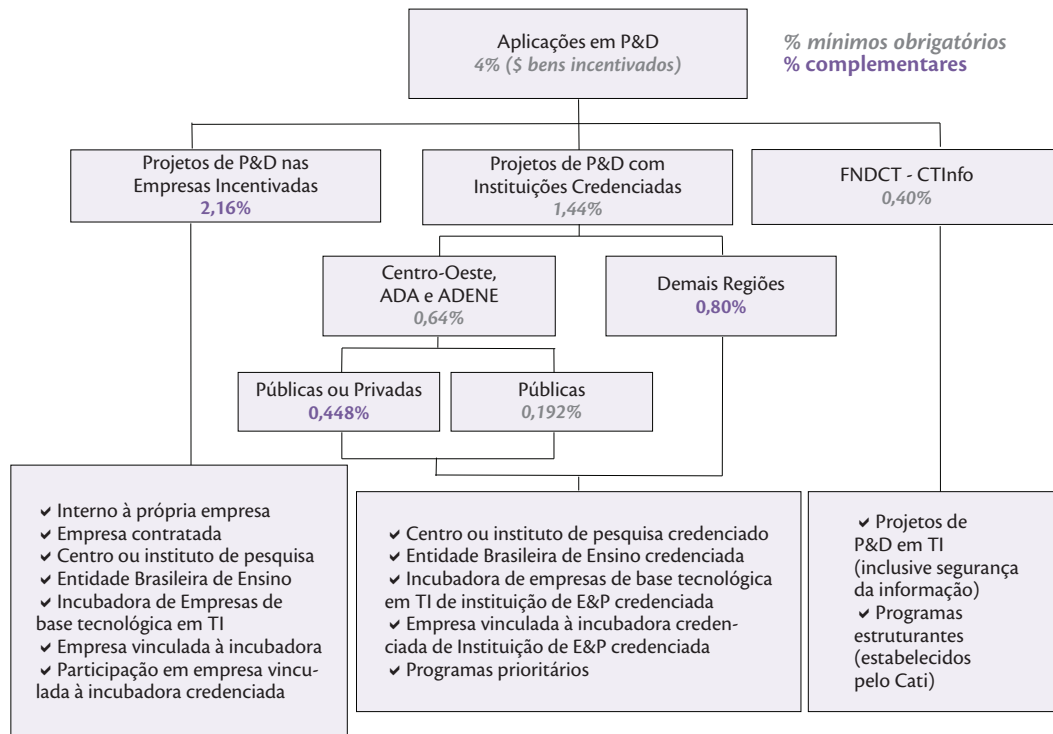 Aplicações em P&D
4% ($ bens incentivados)
% mínimos obrigatórios
% complementares
Projetos de P&D nas
Empresas Incentivadas
2,16%
Projetos de P&D com
Instituições Credenciadas
1,44%
FNDCT - CTInfo
0,40%
Centro-Oeste,
ADA e ADENE
0,64%
Demais Regiões
0,80%
Públicas ou Privadas
0,448%
Públicas
0,192%
✔ Interno à própria empresa
✔ Empresa contratada
✔ Centro ou instituto de pesquisa
✔ Entidade Brasileira de Ensino
✔ Incubadora de Empresas de
base tecnológica em TI
✔ Empresa vinculada à incubadora
✔ Participação em empresa vincu-
lada à incubadora credenciada
✔ Centro ou instituto de pesquisa credenciado
✔ Entidade Brasileira de Ensino credenciada
✔ Incubadora de empresas de base tecnológica
em TI de instituição de E&P credenciada
✔ Empresa vinculada à incubadora creden-
ciada de Instituição de E&P credenciada
✔ Programas prioritários
✔ Projetos de
P&D em TI
(inclusive segurança
da informação)
✔ Programas
estruturantes
(estabelecidos
pelo Cati)